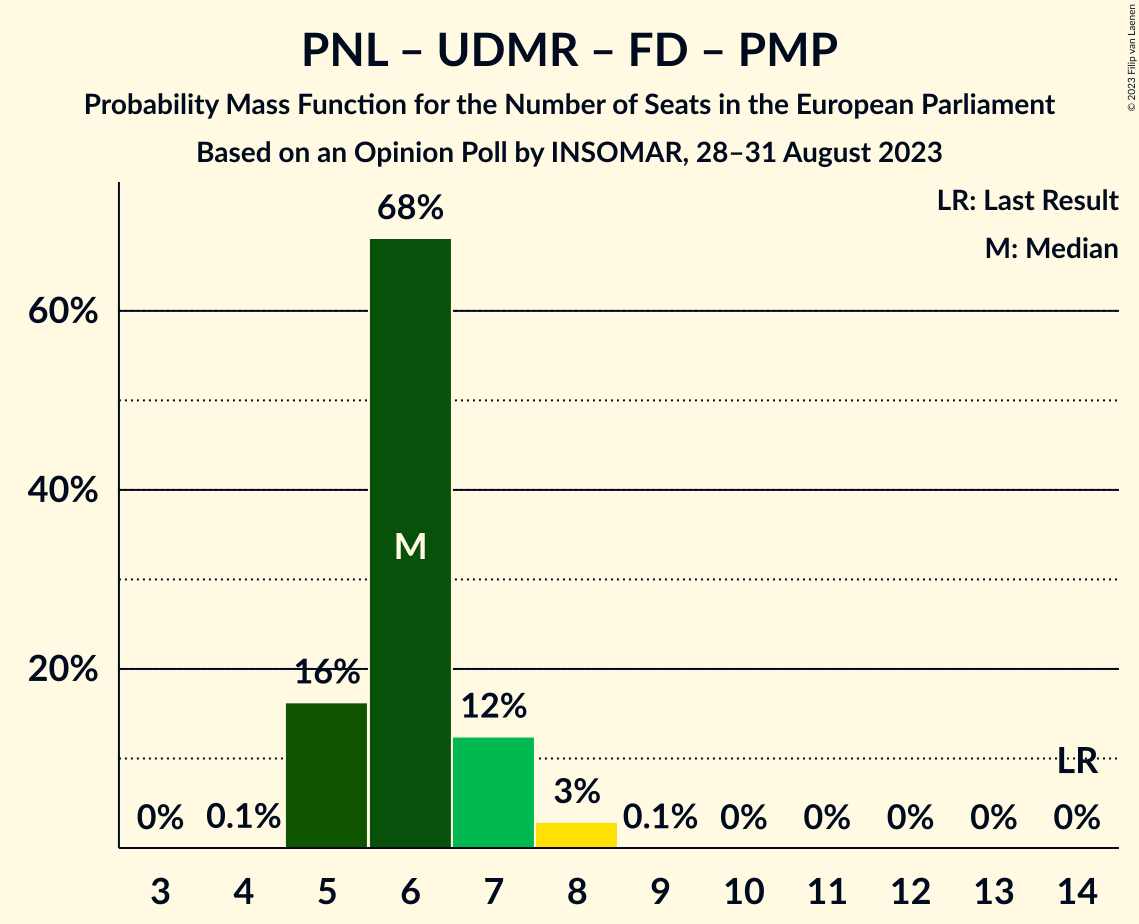 PNL – UDMR – FD – PMP
Probability Mass Function for the Number of Seats in the European Parliament
Based on an Opinion Poll by INSOMAR, 28–31 August 2023
© 2023 Filip van Laenen
LR: Last Result
M: Median
68%
60%
40%
M
20%
16%
12%
LR
3%
0% 0.1% 0.1% 0% 0% 0% 0% 0%
3 4 5 6 7 8 9 10 11 12 13 14